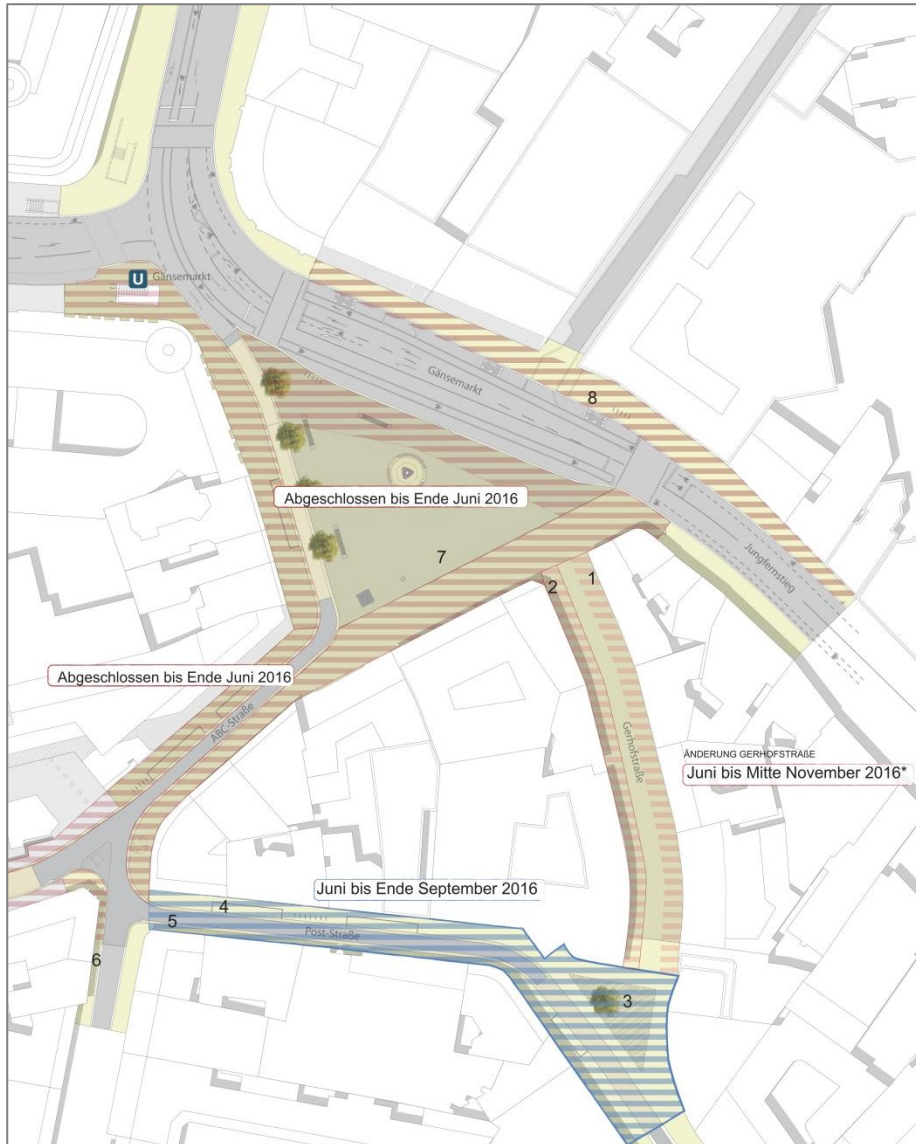 U Gänsemarkt
Gänsemarkt
8
Abgeschlossen bis Ende Juni 2016
7
Jungfernstieg
2
1
Abgeschlossen bis Ende Juni 2016
ABC-Straße
Gerhofstraße
ÄNDERUNG GERHOFSTRAßE
Juni bis Mitte November 2016*
Juni bis Ende September 2016
4
5
Post-Straße
6
3